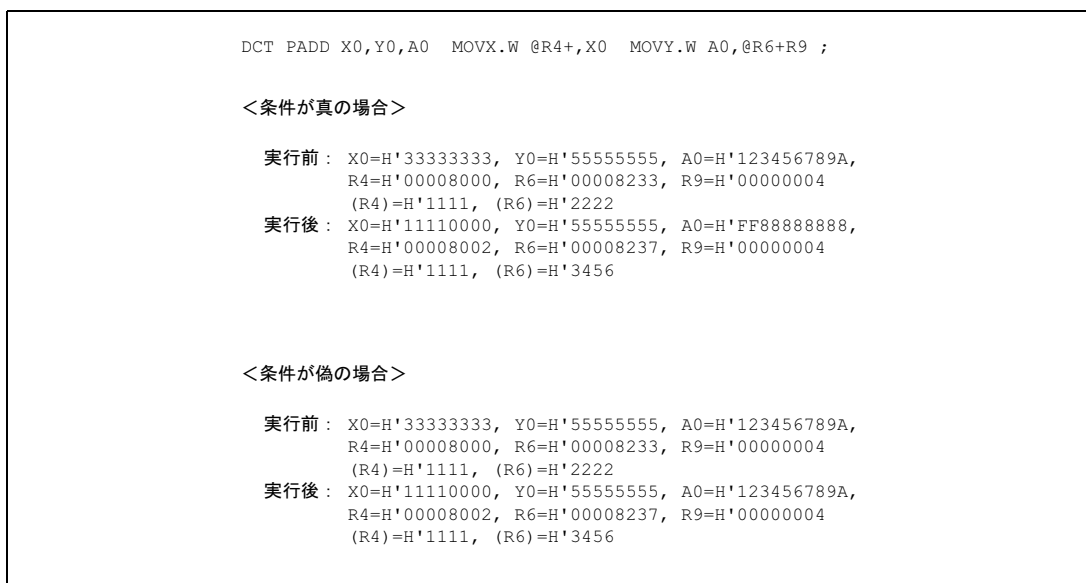 DCT PADD X0,Y0,A0 MOVX.W @R4+,X0 MOVY.W A0,@R6+R9 ;
＜条件が真の場合＞
実行前： X0=H'33333333, Y0=H'55555555, A0=H'123456789A,
R4=H'00008000, R6=H'00008233, R9=H'00000004
(R4)=H'1111, (R6)=H'2222
実行後： X0=H'11110000, Y0=H'55555555, A0=H'FF88888888,
R4=H'00008002, R6=H'00008237, R9=H'00000004
(R4)=H'1111, (R6)=H'3456
＜条件が偽の場合＞
実行前： X0=H'33333333, Y0=H'55555555, A0=H'123456789A,
R4=H'00008000, R6=H'00008233, R9=H'00000004
(R4)=H'1111, (R6)=H'2222
実行後： X0=H'11110000, Y0=H'55555555, A0=H'123456789A,
R4=H'00008002, R6=H'00008237, R9=H'00000004
(R4)=H'1111, (R6)=H'3456